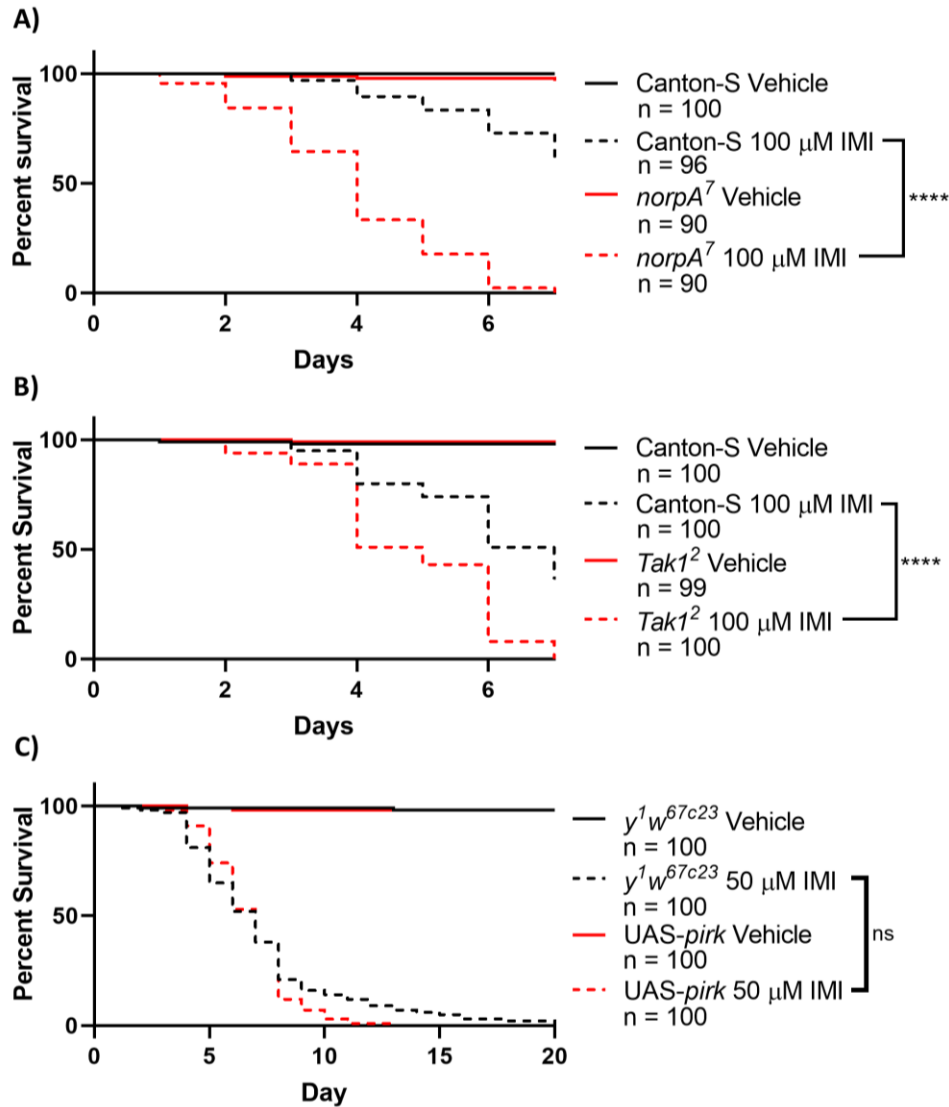 A)
Percent survival
100
50
0
0 2 4 6
Days
Canton-S Vehicle
n = 100
Canton-S 100 μM IMI
n = 96
norpA⁷ Vehicle
n = 90
norpA⁷ 100 μM IMI
n = 90
****
B)
Percent Survival
100
50
0
0 2 4 6
Days
Canton-S Vehicle
n = 100
Canton-S 100 μM IMI
n = 100
Tak1² Vehicle
n = 99
Tak1² 100 μM IMI
n = 100
****
C)
Percent Survival
100
50
0
0 5 10 15 20
Day
y¹w⁶⁷ᶜ²³ Vehicle
n = 100
y¹w⁶⁷ᶜ²³ 50 μM IMI
n = 100
UAS-pirk Vehicle
n = 100
UAS-pirk 50 μM IMI
n = 100
ns